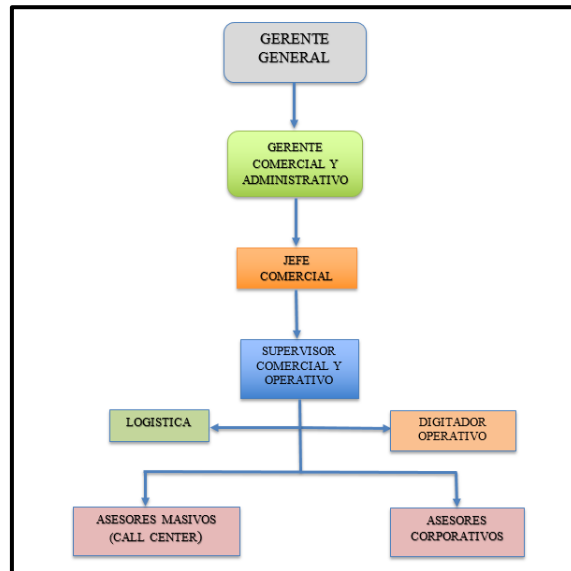 GERENTE
GENERAL
GERENTE
COMERCIAL Y
ADMINISTRATIVO
JEFE
COMERCIAL
SUPERVISOR
COMERCIAL Y
OPERATIVO
LOGISTICA
DIGITADOR
OPERATIVO
ASESORES MASIVOS
(CALL CENTER)
ASESORES
CORPORATIVOS